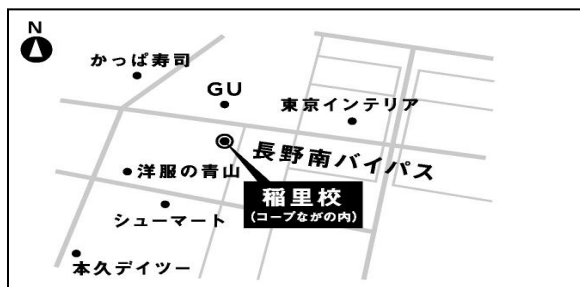 N
かっぱ寿司
GU
東京インテリア
長野南バイパス
洋服の青山
稲里校
(コープながの内)
シューマート
本久デイツー